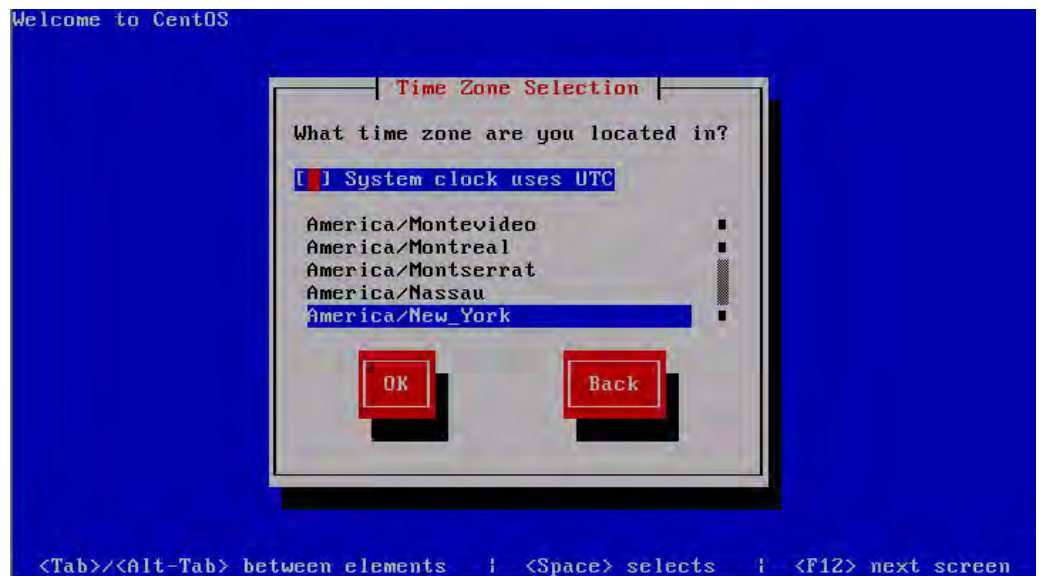 Welcome to CentOS
Time Zone Selection
What time zone are you located in?
[ ] System clock uses UTC
America/Montevideo
America/Montreal
America/Montserrat
America/Nassau
America/New_York
OK Back
<Tab>/<Alt-Tab> between elements | <Space> selects | <F12> next screen